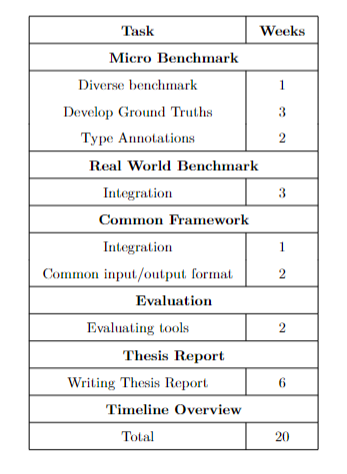 Task Weeks
Micro Benchmark
Diverse benchmark 1
Develop Ground Truths 3
Type Annotations 2
Real World Benchmark
Integration 3
Common Framework
Integration 1
Common input/output format 2
Evaluation
Evaluating tools 2
Thesis Report
Writing Thesis Report 6
Timeline Overview
Total 20